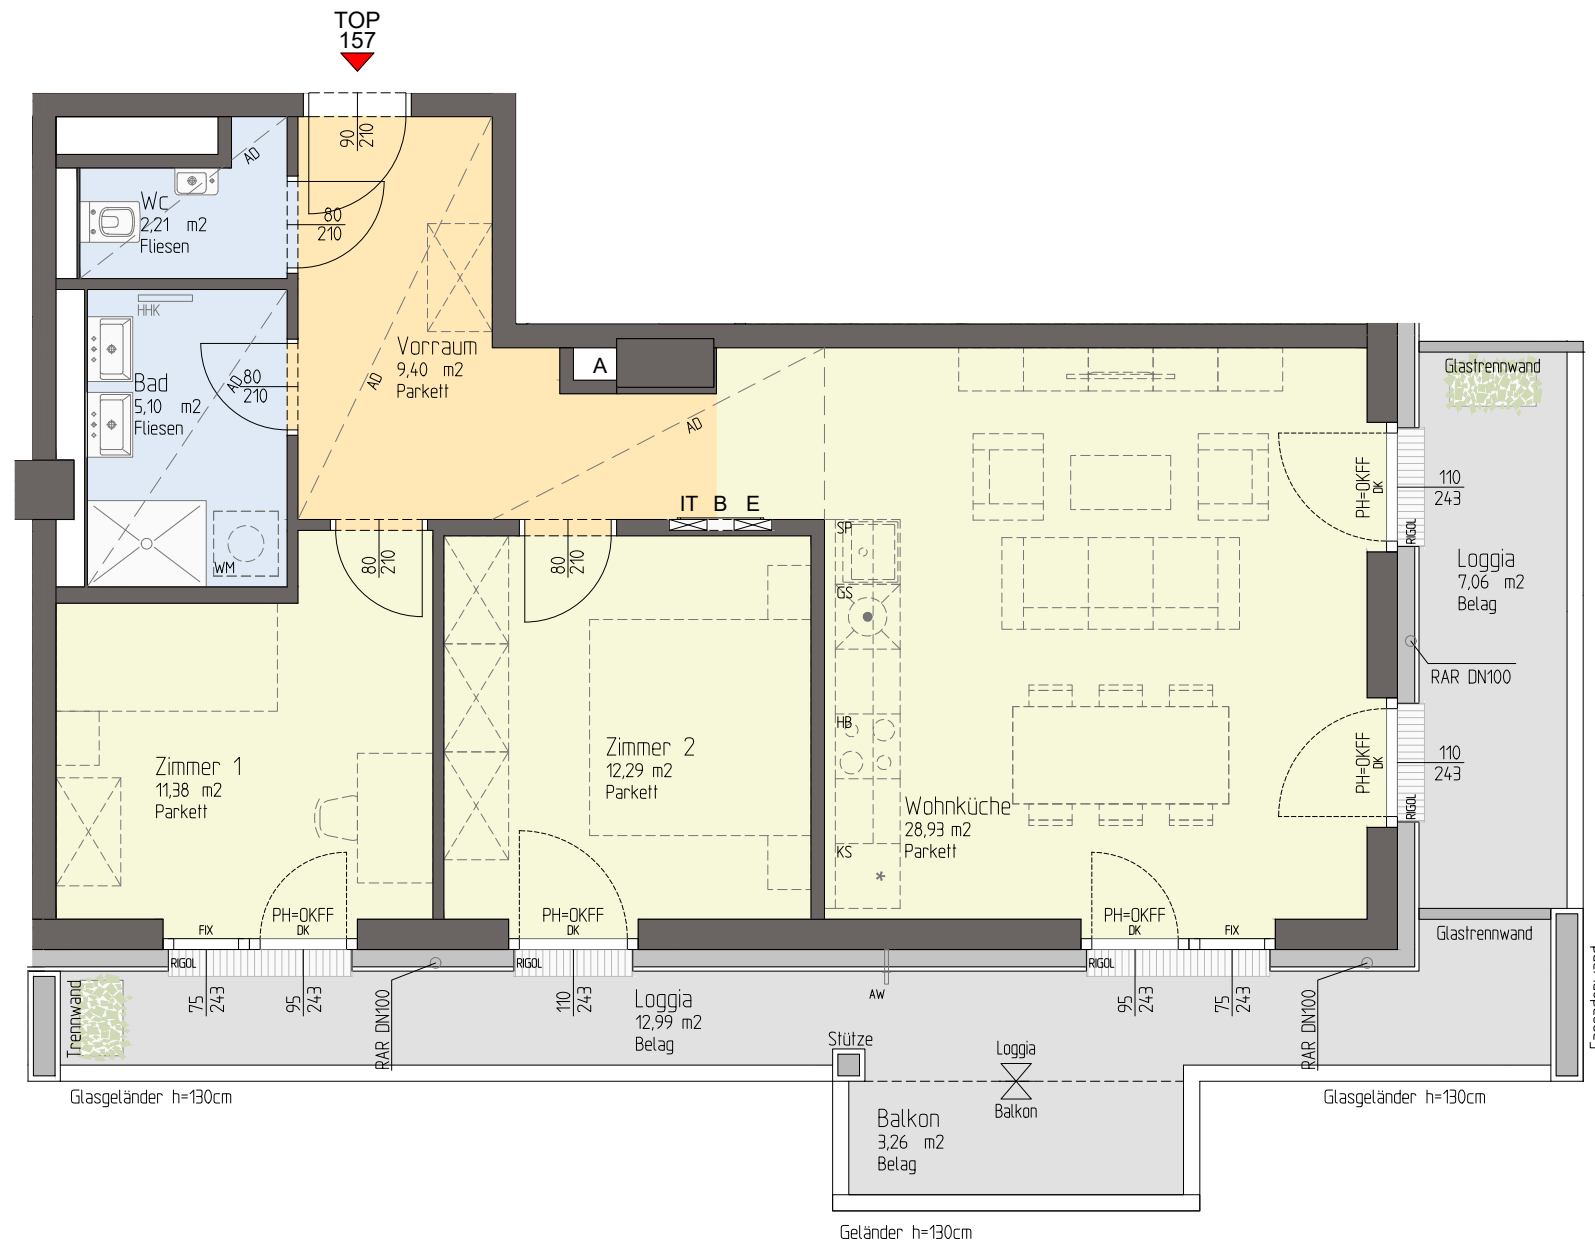 TOP
157
90
210
AD
Wc
2,21 m2
Fliesen
80
210
HHK
Bad
5,10 m2
Fliesen
AD
80
210
WM
Vorraum
9,40 m2
Parkett
AD
A
AD
IT B E
80
210
80
210
Zimmer 1
11,38 m2
Parkett
Zimmer 2
12,29 m2
Parkett
SP
GS
HB
KS
*
Wohnküche
28,93 m2
Parkett
PH=OKFF
DK
RIGOL
110
243
PH=OKFF
DK
RIGOL
110
243
Glastrennwand
Loggia
7,06 m2
Belag
RAR DN100
Glastrennwand
FIX
PH=OKFF
DK
RIGOL
75
243
95
243
PH=OKFF
DK
RIGOL
110
243
PH=OKFF
DK
FIX
RIGOL
95
243
75
243
Trennwand
RAR DN100
Loggia
12,99 m2
Belag
AW
Stütze
Loggia
Balkon
RAR DN100
Glasgeländer h=130cm
Glasgeländer h=130cm
Balkon
3,26 m2
Belag
Geländer h=130cm